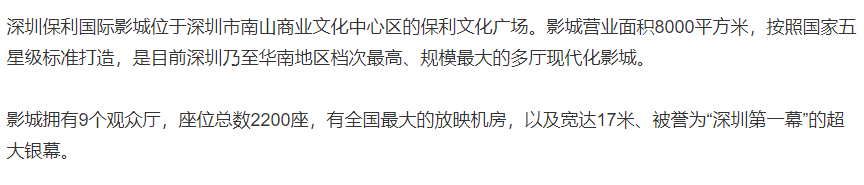 深圳保利国际影城位于深圳市南山商业文化中心区的保利文化广场。影城营业面积8000平方米，按照国家五
星级标准打造，是目前深圳乃至华南地区档次最高、规模最大的多厅现代化影城。
影城拥有9个观众厅，座位总数2200座，有全国最大的放映机房，以及宽达17米、被誉为“深圳第一幕”的超
大银幕。